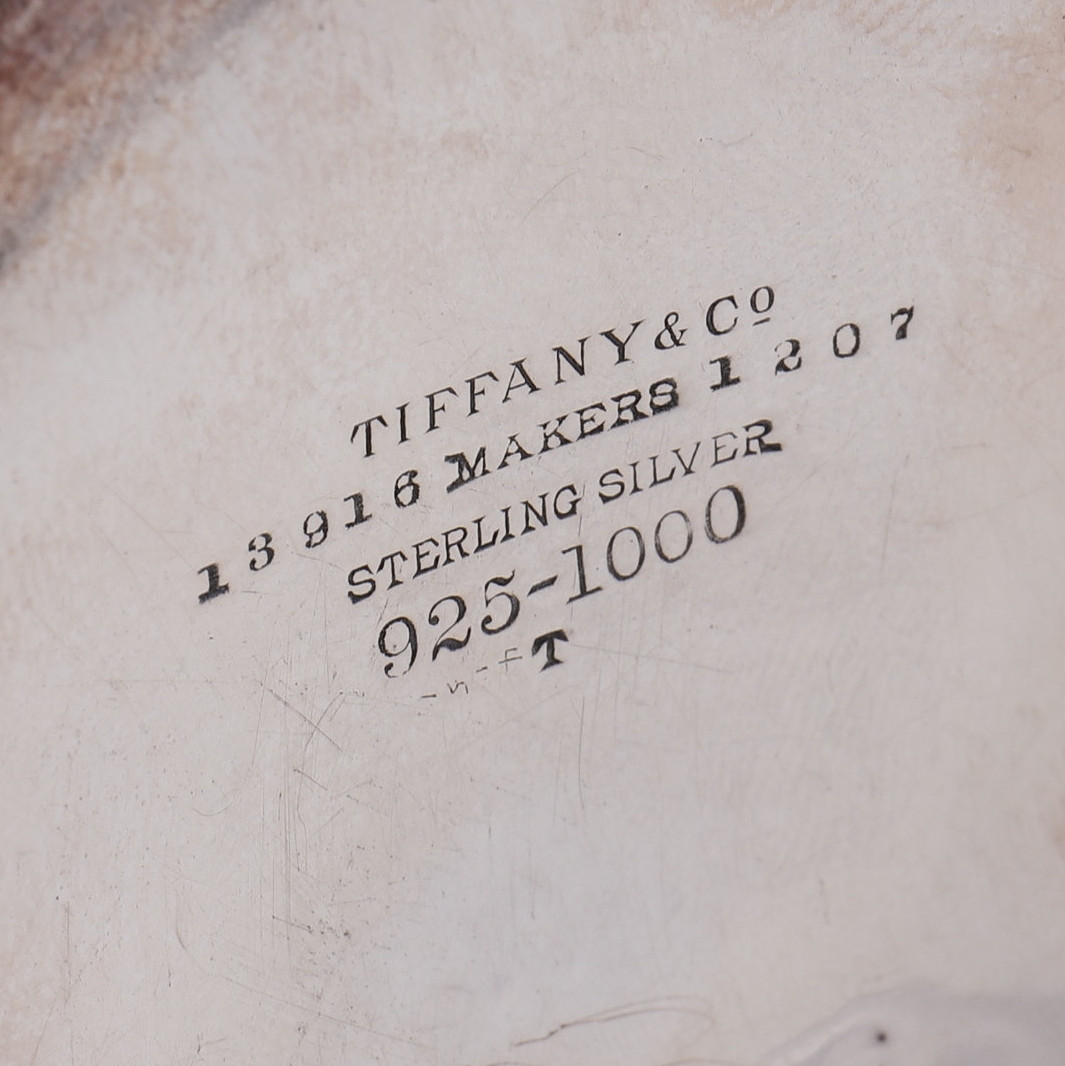 TIFFANY & Cº
13916 MAKERS 1207
STERLING SILVER
925-1000
T